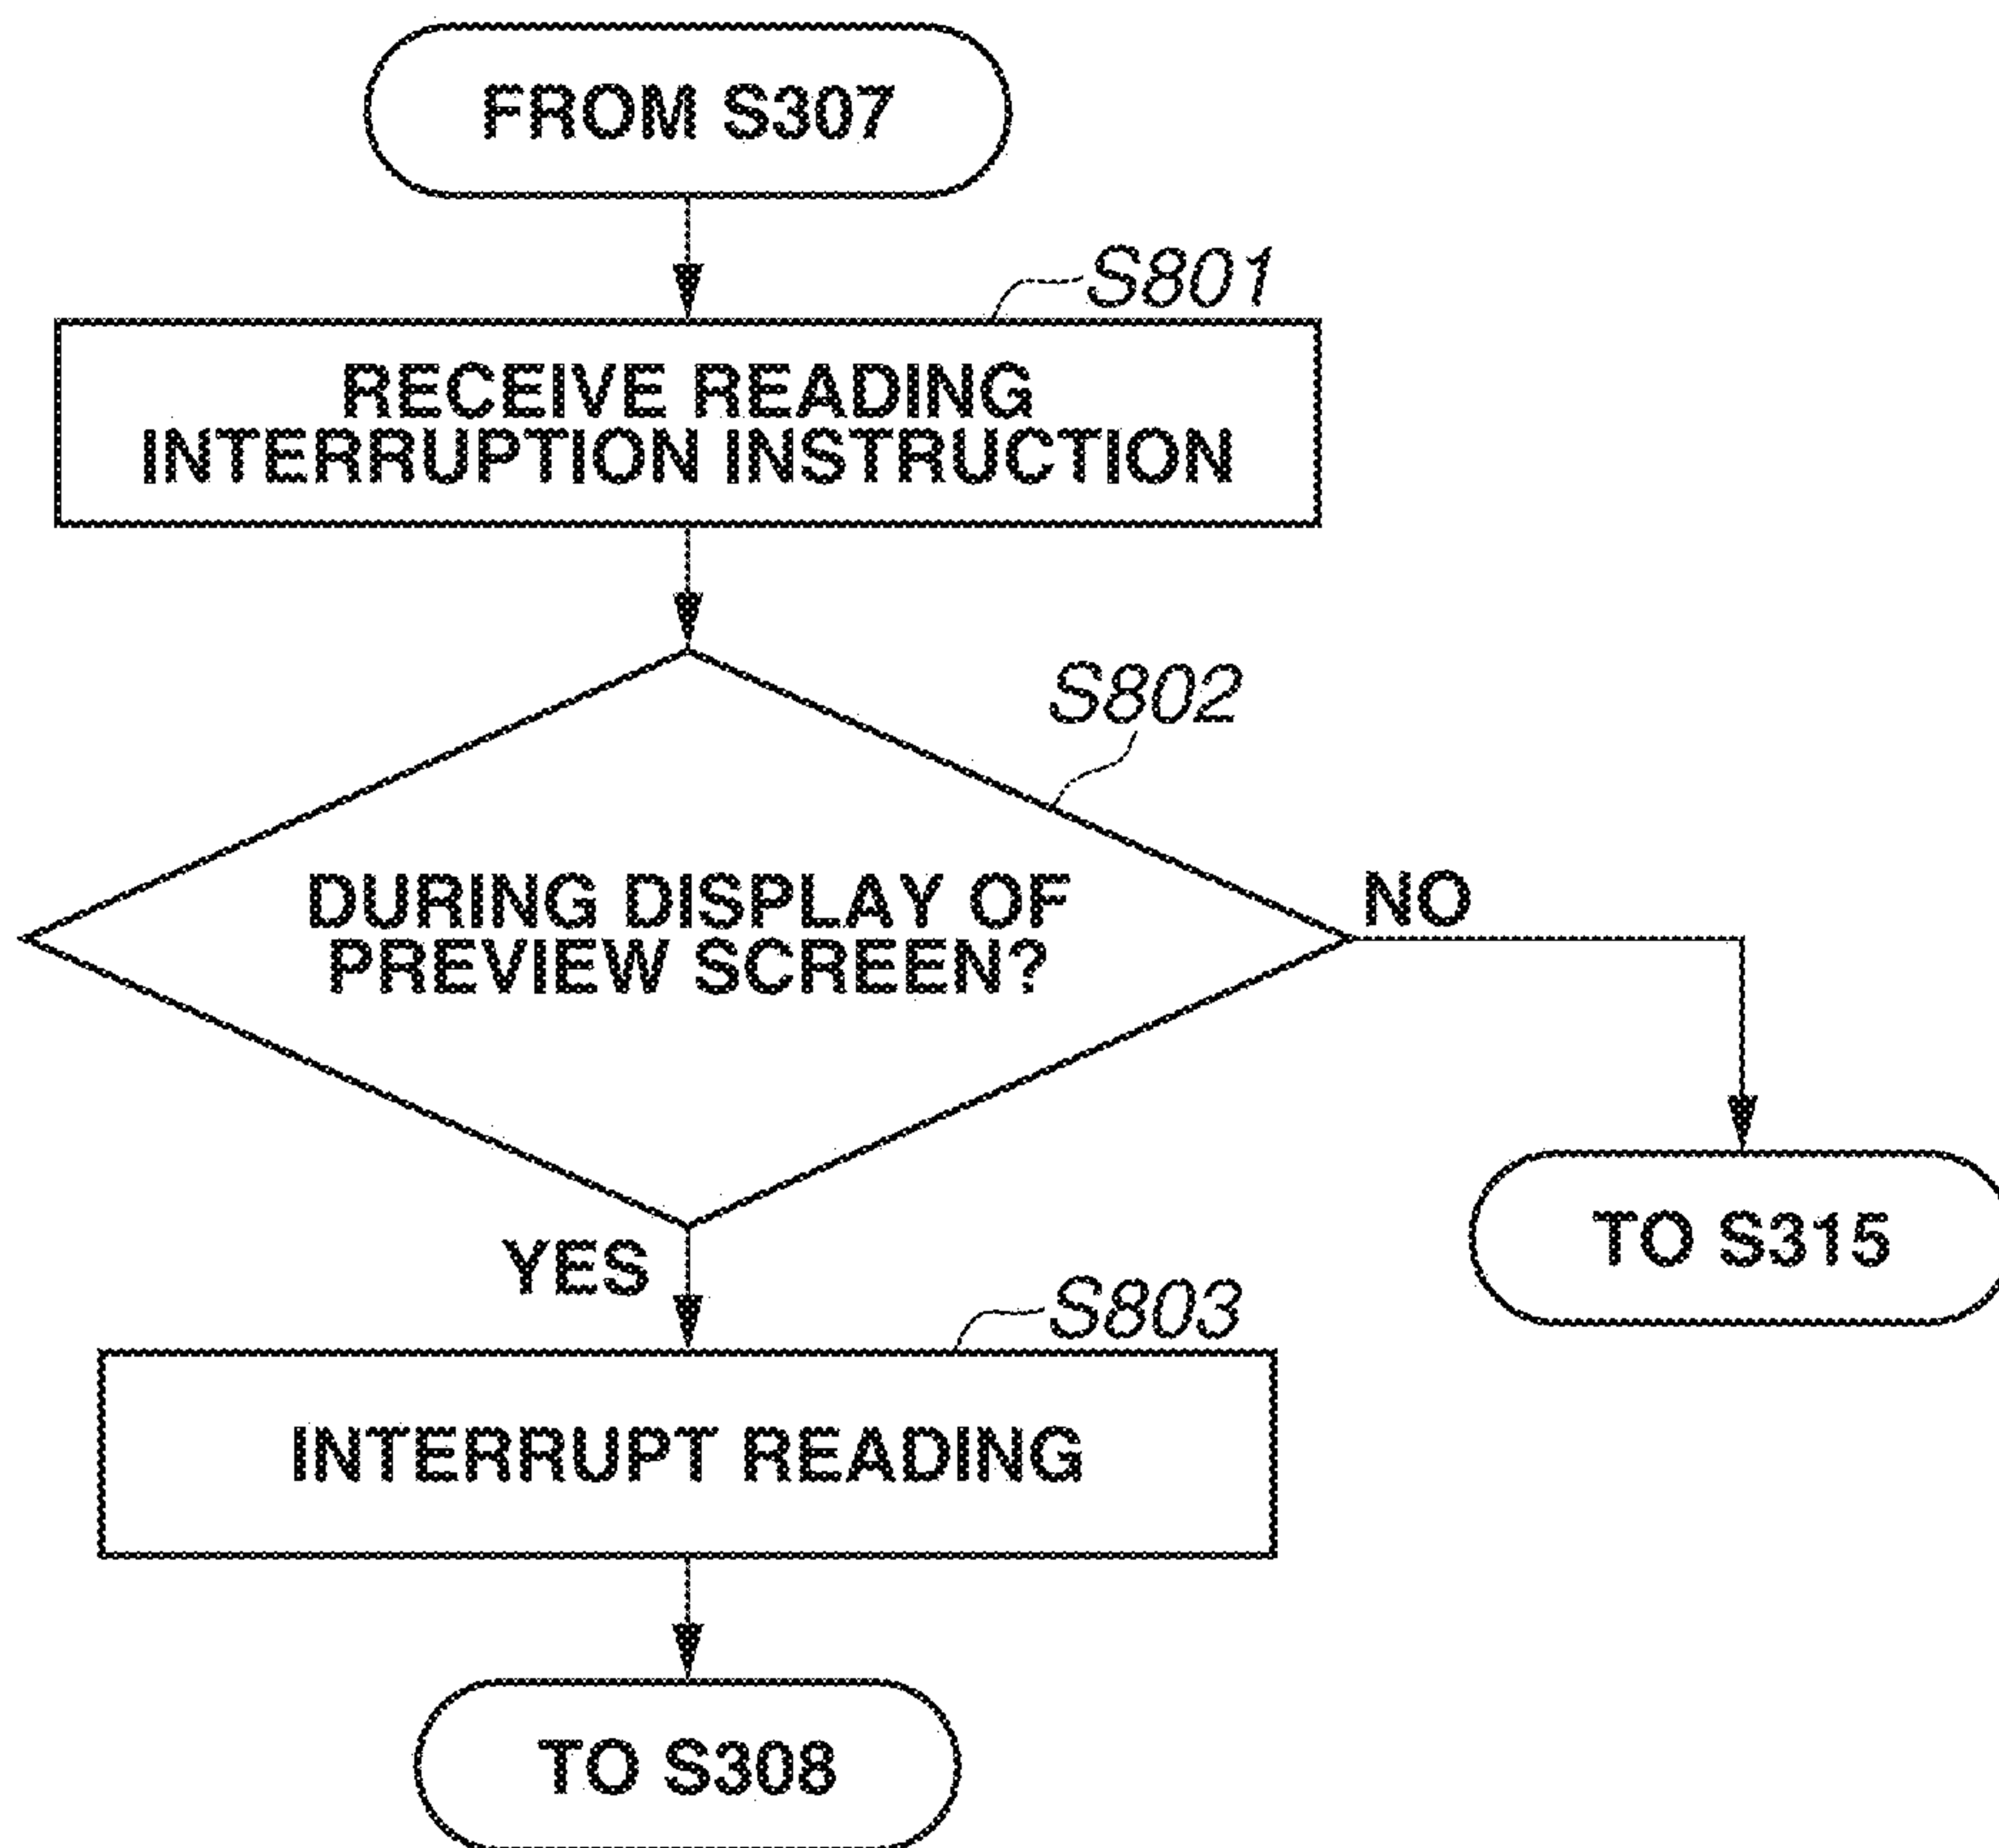 FROM S307
S801
RECEIVE READING
INTERRUPTION INSTRUCTION
S802
DURING DISPLAY OF
PREVIEW SCREEN?
NO
TO S315
YES
S803
INTERRUPT READING
TO S308